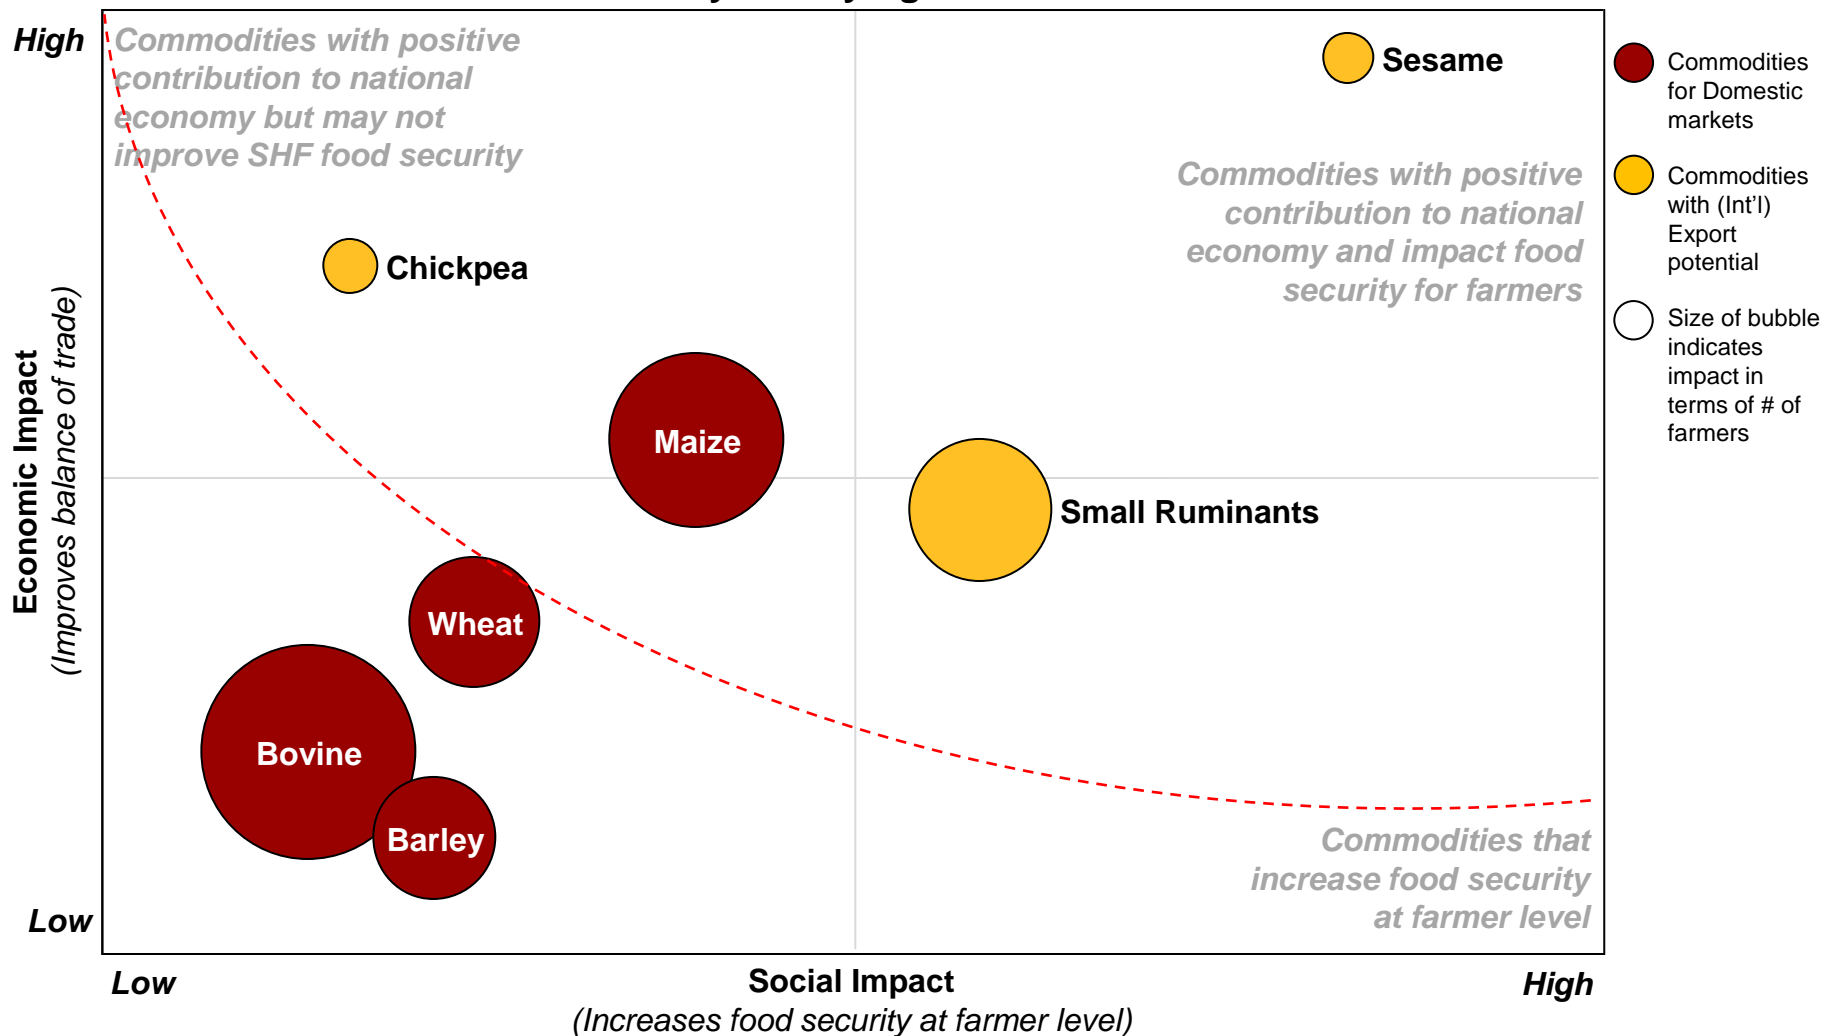 High
Commodities with positive
contribution to national
economy but may not
improve SHF food security
Sesame
Commodities with positive
contribution to national
economy and impact food
security for farmers
Chickpea
Maize
Small Ruminants
Wheat
Bovine
Barley
Commodities that
increase food security
at farmer level
Economic Impact
(Improves balance of trade)
Low
Low
Social Impact
High
(Increases food security at farmer level)
Commodities
for Domestic
markets
Commodities
with (Int'l)
Export
potential
Size of bubble
indicates
impact in
terms of # of
farmers